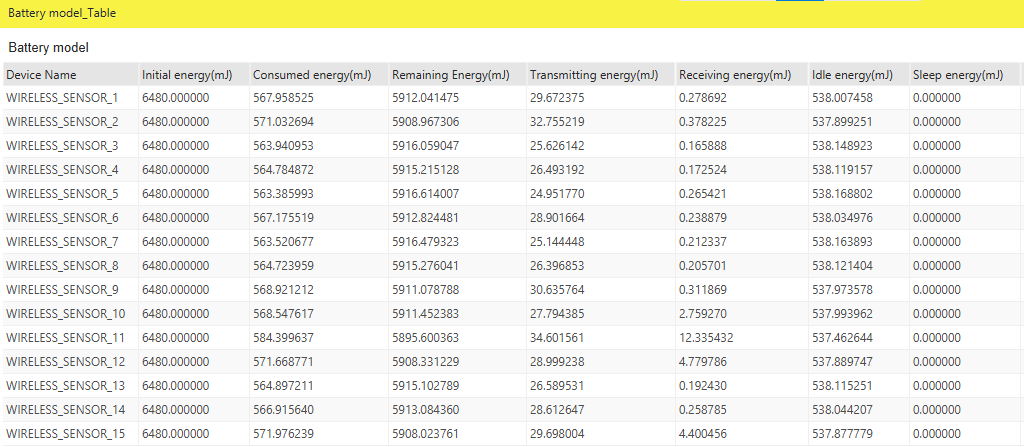 Battery model_Table
Battery model
Device Name Initial energy(mJ) Consumed energy(mJ) Remaining Energy(mJ) Transmitting energy(mJ) Receiving energy(mJ) Idle energy(mJ) Sleep energy(mJ)
WIRELESS_SENSOR_1 6480.000000 567.958525 5912.041475 29.672375 0.278692 538.007458 0.000000
WIRELESS_SENSOR_2 6480.000000 571.032694 5908.967306 32.755219 0.378225 537.899251 0.000000
WIRELESS_SENSOR_3 6480.000000 563.940953 5916.059047 25.626142 0.165888 538.148923 0.000000
WIRELESS_SENSOR_4 6480.000000 564.784872 5915.215128 26.493192 0.172524 538.119157 0.000000
WIRELESS_SENSOR_5 6480.000000 563.385993 5916.614007 24.951770 0.265421 538.168802 0.000000
WIRELESS_SENSOR_6 6480.000000 567.175519 5912.824481 28.901664 0.238879 538.034976 0.000000
WIRELESS_SENSOR_7 6480.000000 563.520677 5916.479323 25.144448 0.212337 538.163893 0.000000
WIRELESS_SENSOR_8 6480.000000 564.723959 5915.276041 26.396853 0.205701 538.121404 0.000000
WIRELESS_SENSOR_9 6480.000000 568.921212 5911.078788 30.635764 0.311869 537.973578 0.000000
WIRELESS_SENSOR_10 6480.000000 568.547617 5911.452383 27.794385 2.759270 537.993962 0.000000
WIRELESS_SENSOR_11 6480.000000 584.399637 5895.600363 34.601561 12.335432 537.462644 0.000000
WIRELESS_SENSOR_12 6480.000000 571.668771 5908.331229 28.999238 4.779786 537.889747 0.000000
WIRELESS_SENSOR_13 6480.000000 564.897211 5915.102789 26.589531 0.192430 538.115251 0.000000
WIRELESS_SENSOR_14 6480.000000 566.915640 5913.084360 28.612647 0.258785 538.044207 0.000000
WIRELESS_SENSOR_15 6480.000000 571.976239 5908.023761 29.698004 4.400456 537.877779 0.000000